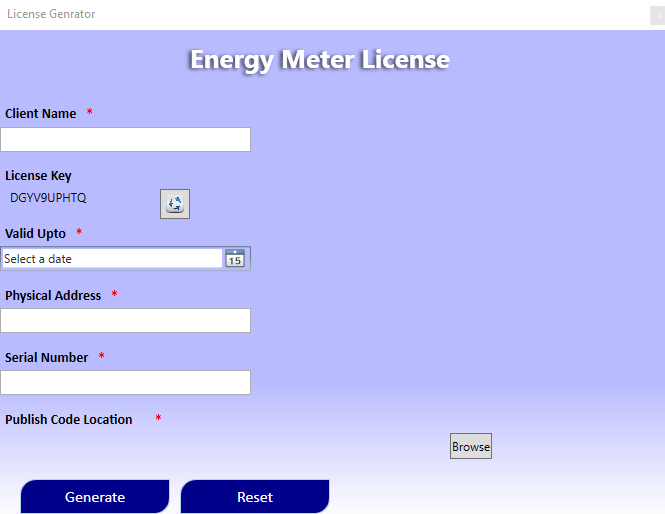 License Genrator
Energy Meter License
Client Name *
License Key
DGYV9UPHTQ
Valid Upto *
Select a date
15
Physical Address *
Serial Number *
Publish Code Location *
Browse
Generate Reset